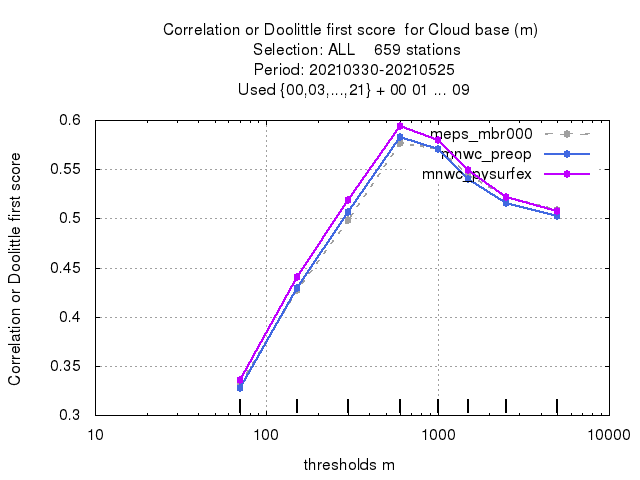 Correlation or Doolittle first score for Cloud base (m)
Selection: ALL 659 stations
Period: 20210330-20210525
Used {00,03,...,21} + 00 01 ... 09
Correlation or Doolittle first score
0.6
0.55
0.5
0.45
0.4
0.35
0.3
meps_mbr000
mnwc_preop
mnwc_pysurfex
10
100
1000
10000
thresholds m